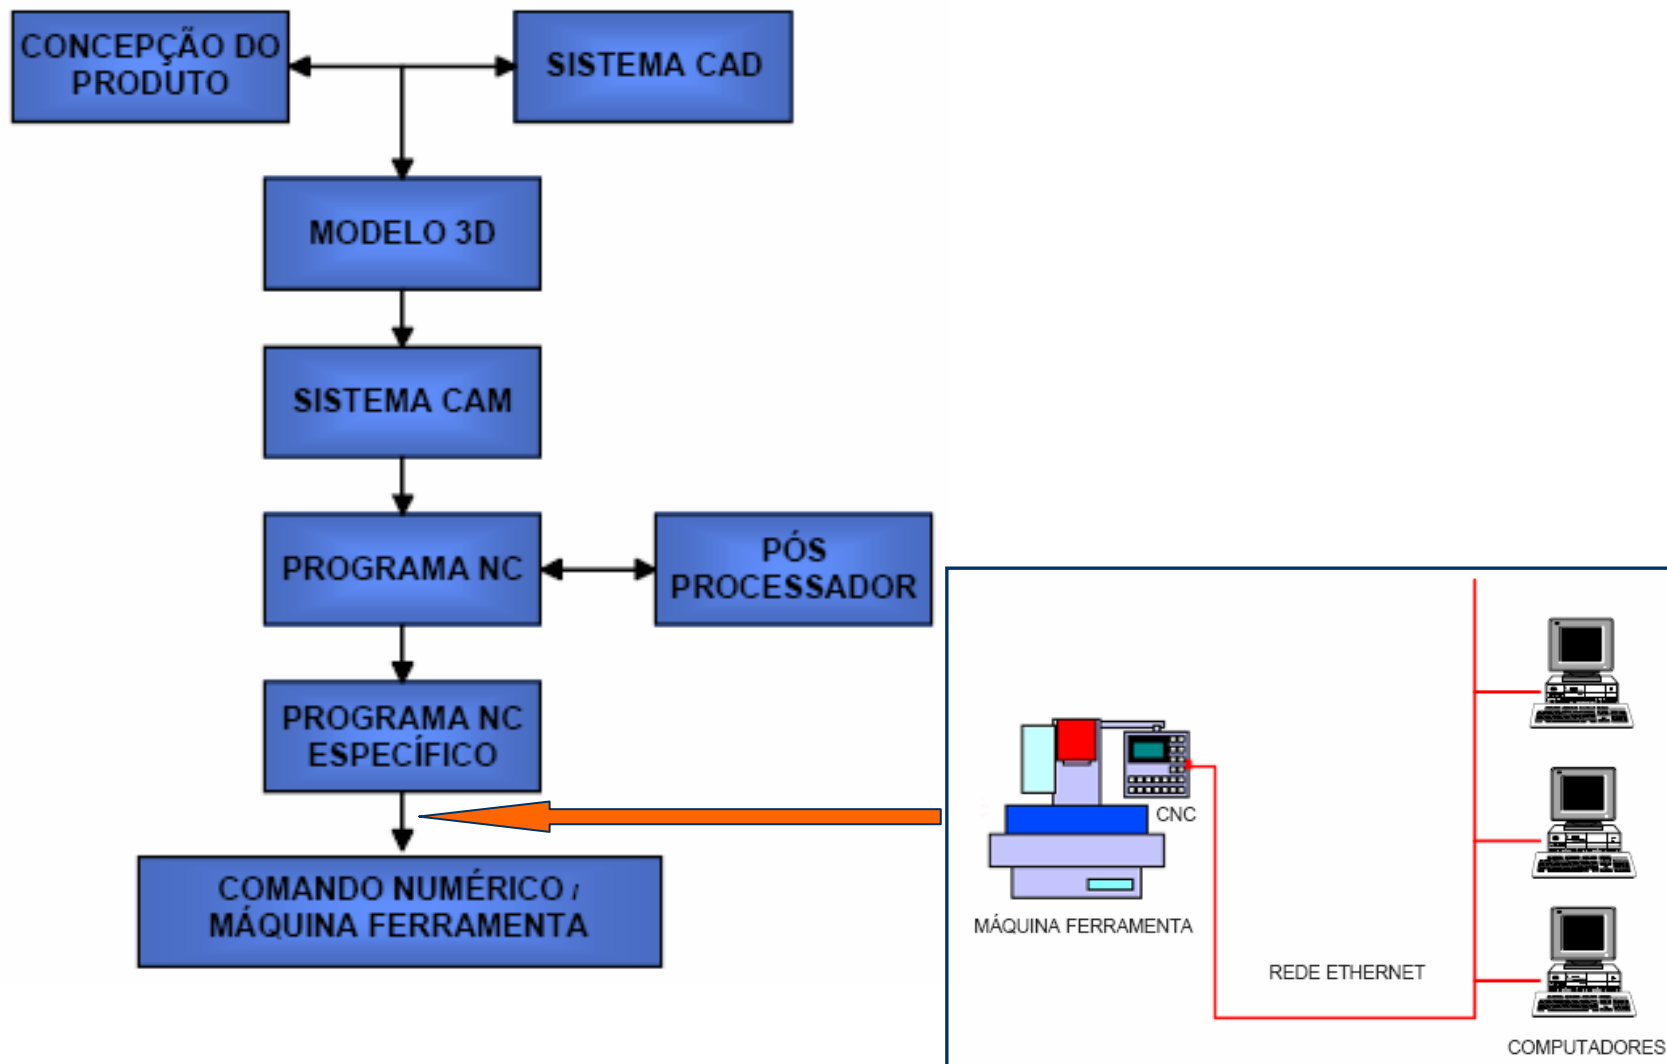 CONCEPÇÃO DO
PRODUTO
SISTEMA CAD
MODELO 3D
SISTEMA CAM
PROGRAMA NC
PÓS
PROCESSADOR
PROGRAMA NC
ESPECÍFICO
COMANDO NUMÉRICO /
MÁQUINA FERRAMENTA
CNC
MÁQUINA FERRAMENTA
REDE ETHERNET
COMPUTADORES